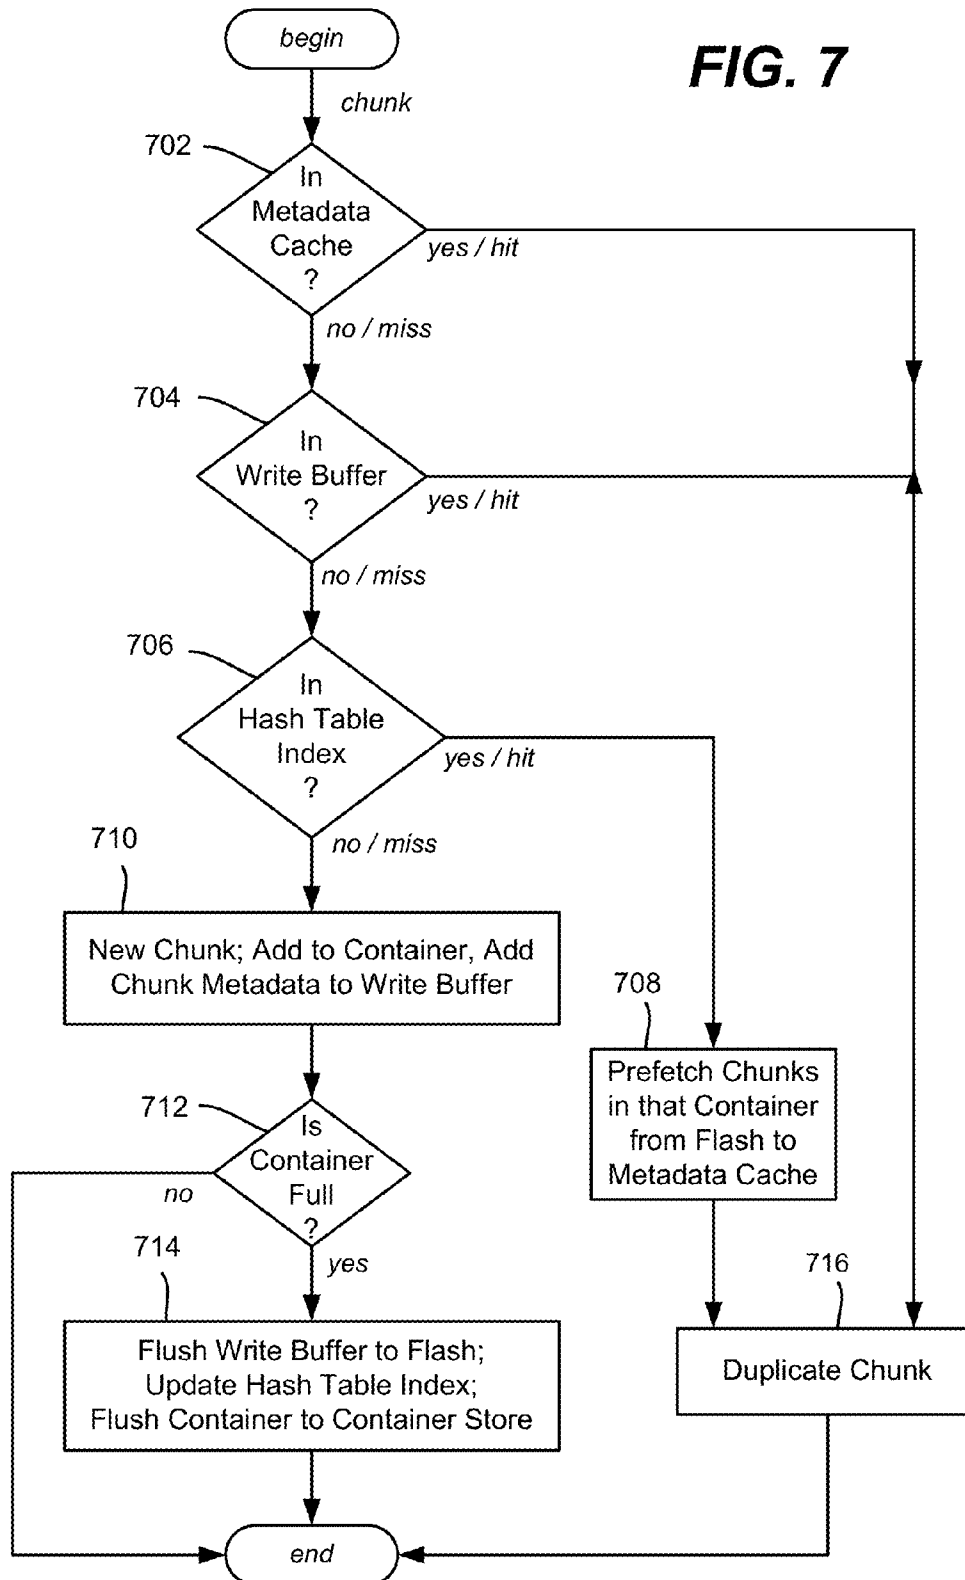 begin
FIG. 7
chunk
702
In
Metadata
Cache
?
yes / hit
no / miss
704
In
Write Buffer
?
yes / hit
no / miss
706
In
Hash Table
Index
?
yes / hit
no / miss
710
New Chunk; Add to Container, Add
Chunk Metadata to Write Buffer
708
Prefetch Chunks
in that Container
from Flash to
Metadata Cache
712
Is
Container
Full
?
no
yes
714
Flush Write Buffer to Flash;
Update Hash Table Index;
Flush Container to Container Store
716
Duplicate Chunk
end